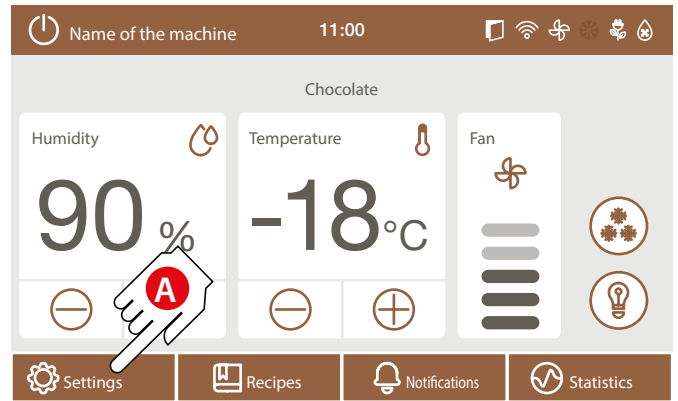 Name of the machine
11:00
Chocolate
Humidity
Temperature
Fan
90 %
-18°C
A
Settings
Recipes
Notifications
Statistics